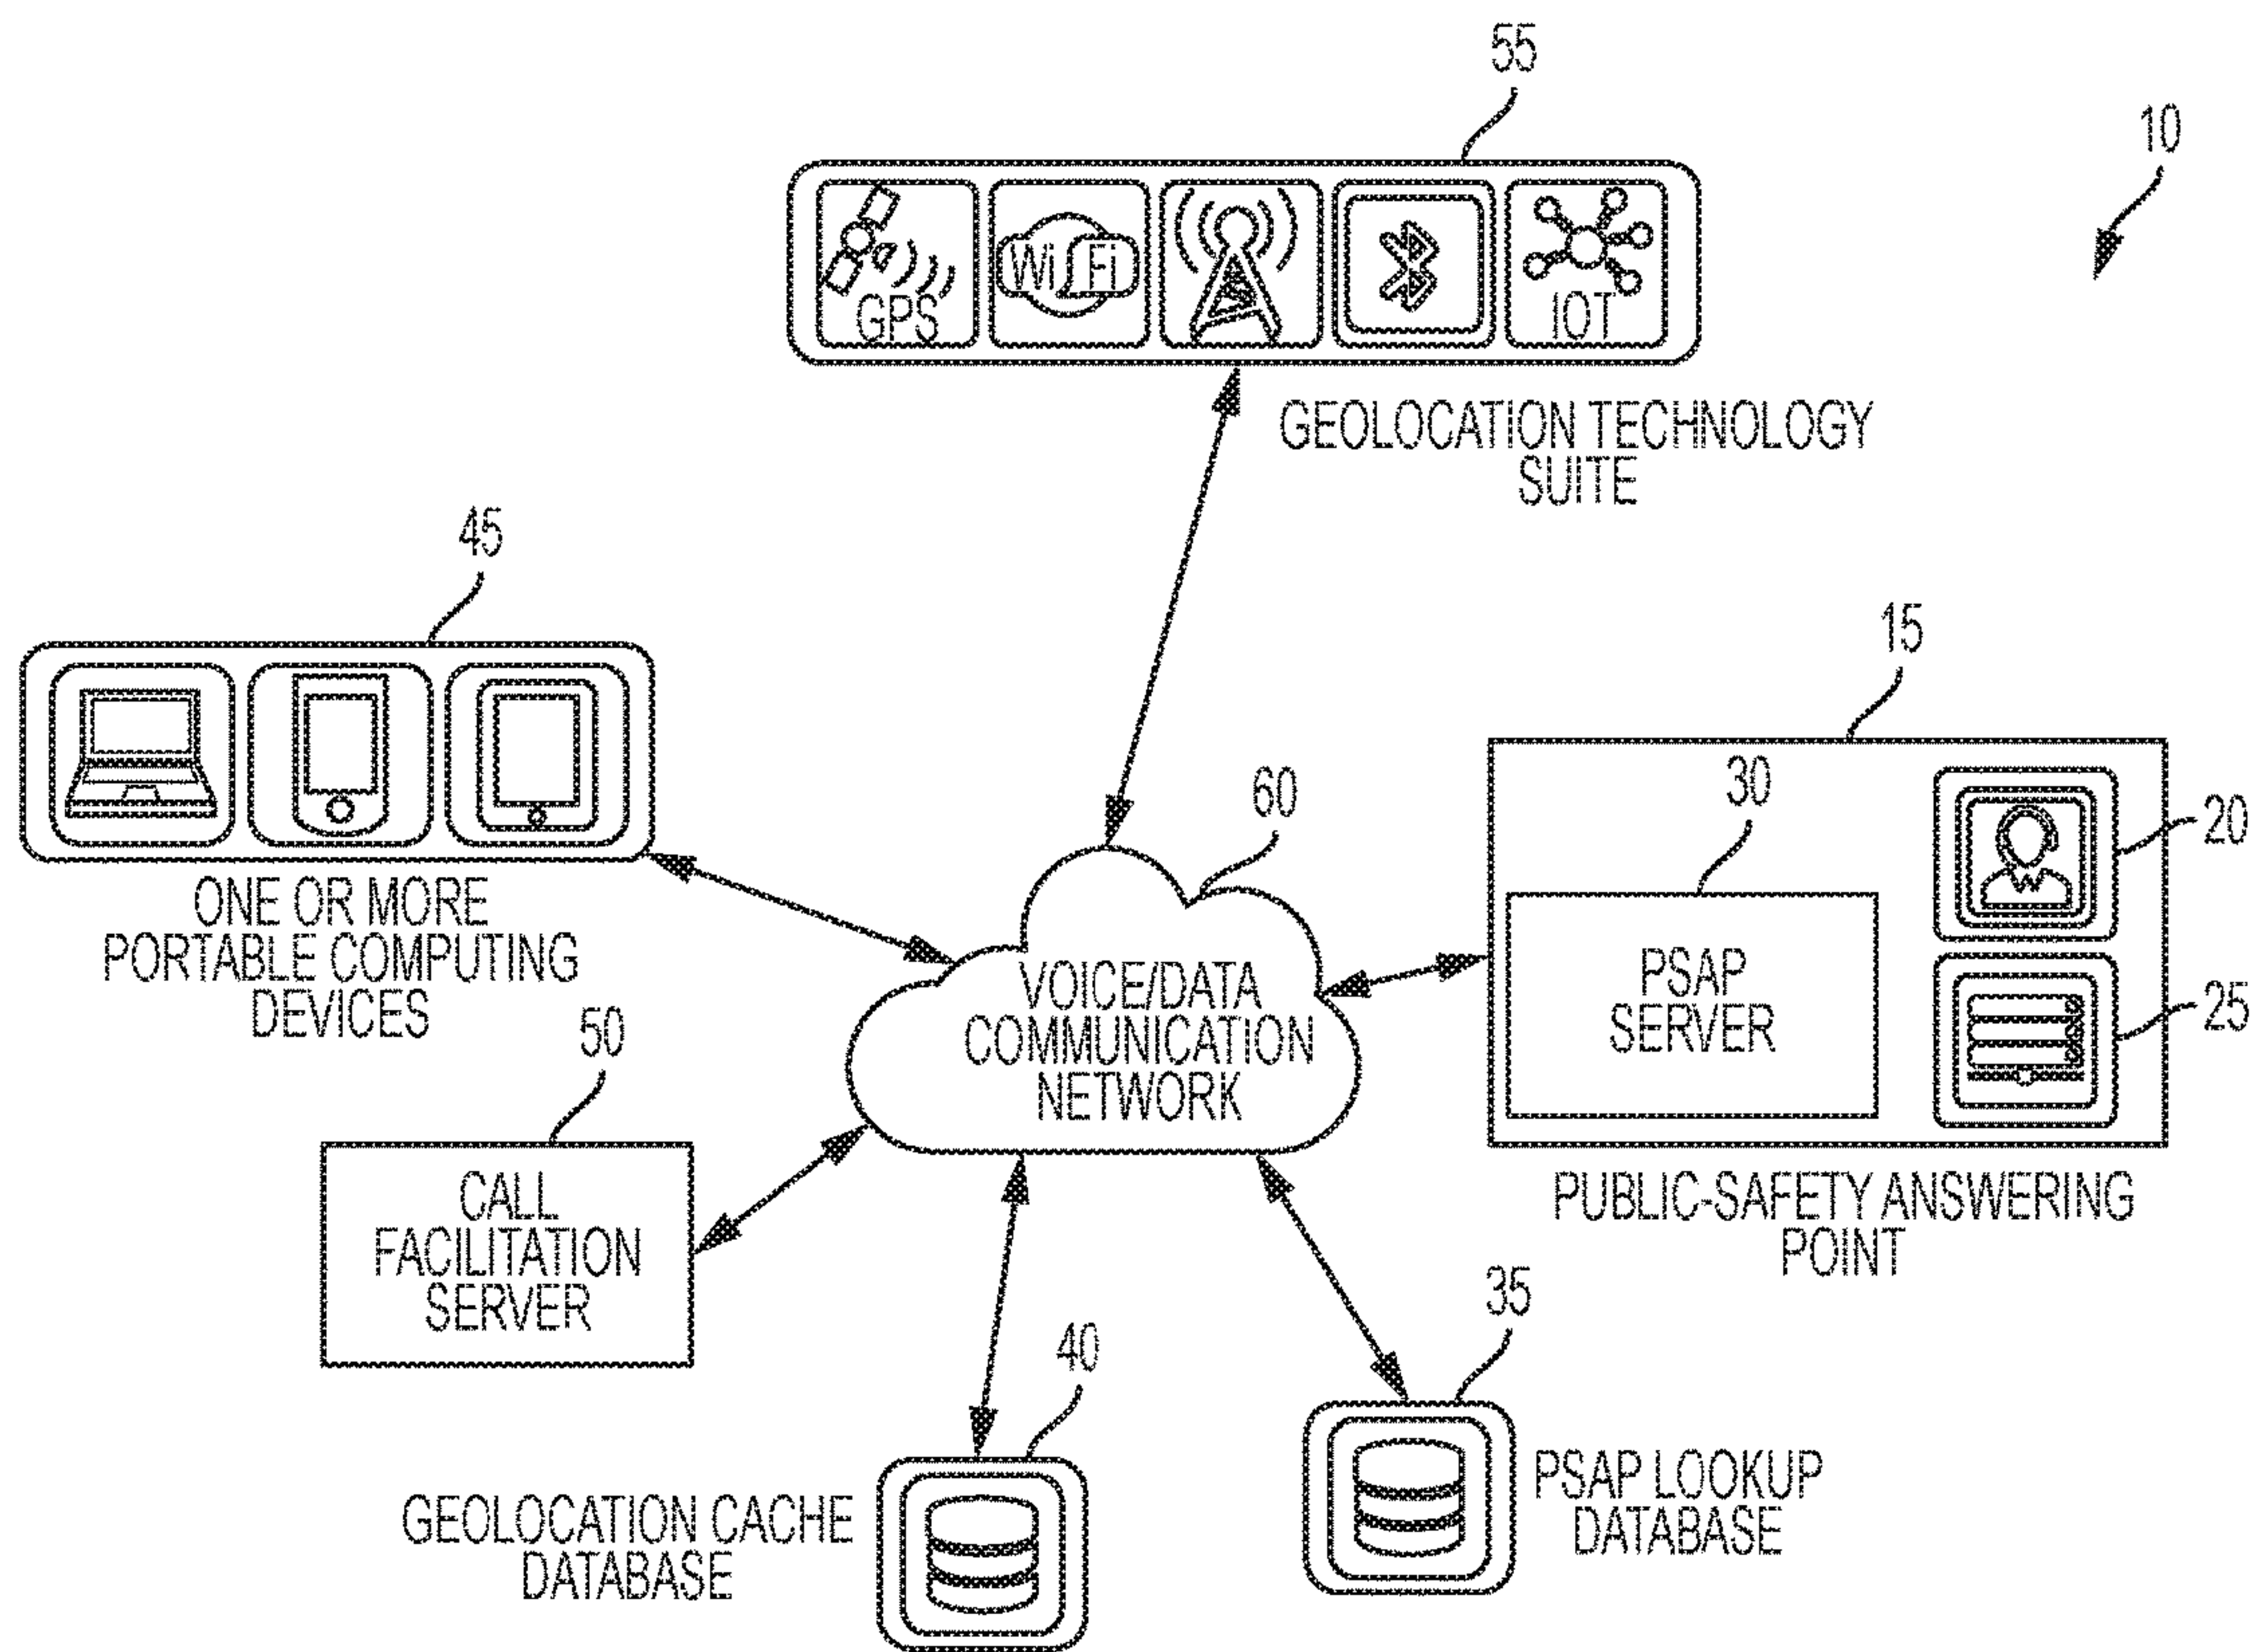 55
10
GPS
Wi Fi
IOT
GEOLOCATION TECHNOLOGY
SUITE
45
15
ONE OR MORE
PORTABLE COMPUTING
DEVICES
60
30
20
PSAP
SERVER
25
VOICE/DATA
COMMUNICATION
NETWORK
PUBLIC-SAFETY ANSWERING
POINT
50
CALL
FACILITATION
SERVER
40
GEOLOCATION CACHE
DATABASE
35
PSAP LOOKUP
DATABASE